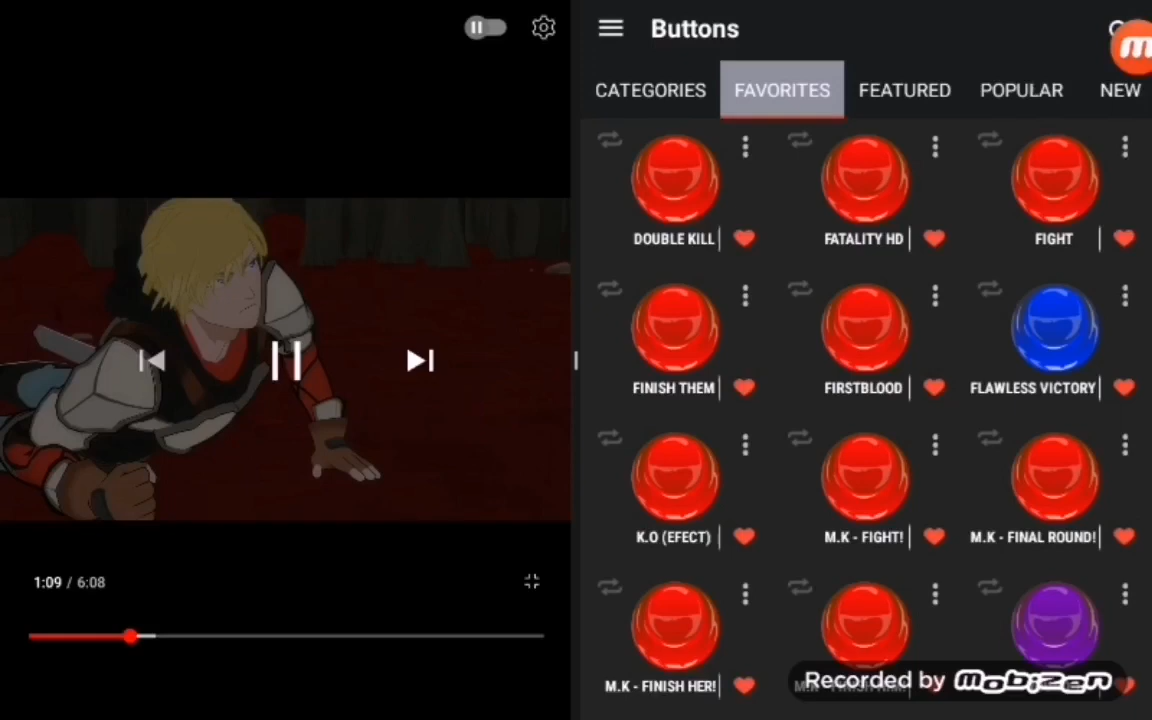 Buttons
CATEGORIES FAVORITES FEATURED POPULAR NEW
DOUBLE KILL FATALITY HD FIGHT
FINISH THEM FIRSTBLOOD FLAWLESS VICTORY
K.O (EFECT) M.K - FIGHT! M.K - FINAL ROUND!
1:09 / 6:08
M.K - FINISH HER!
Recorded by mobizen